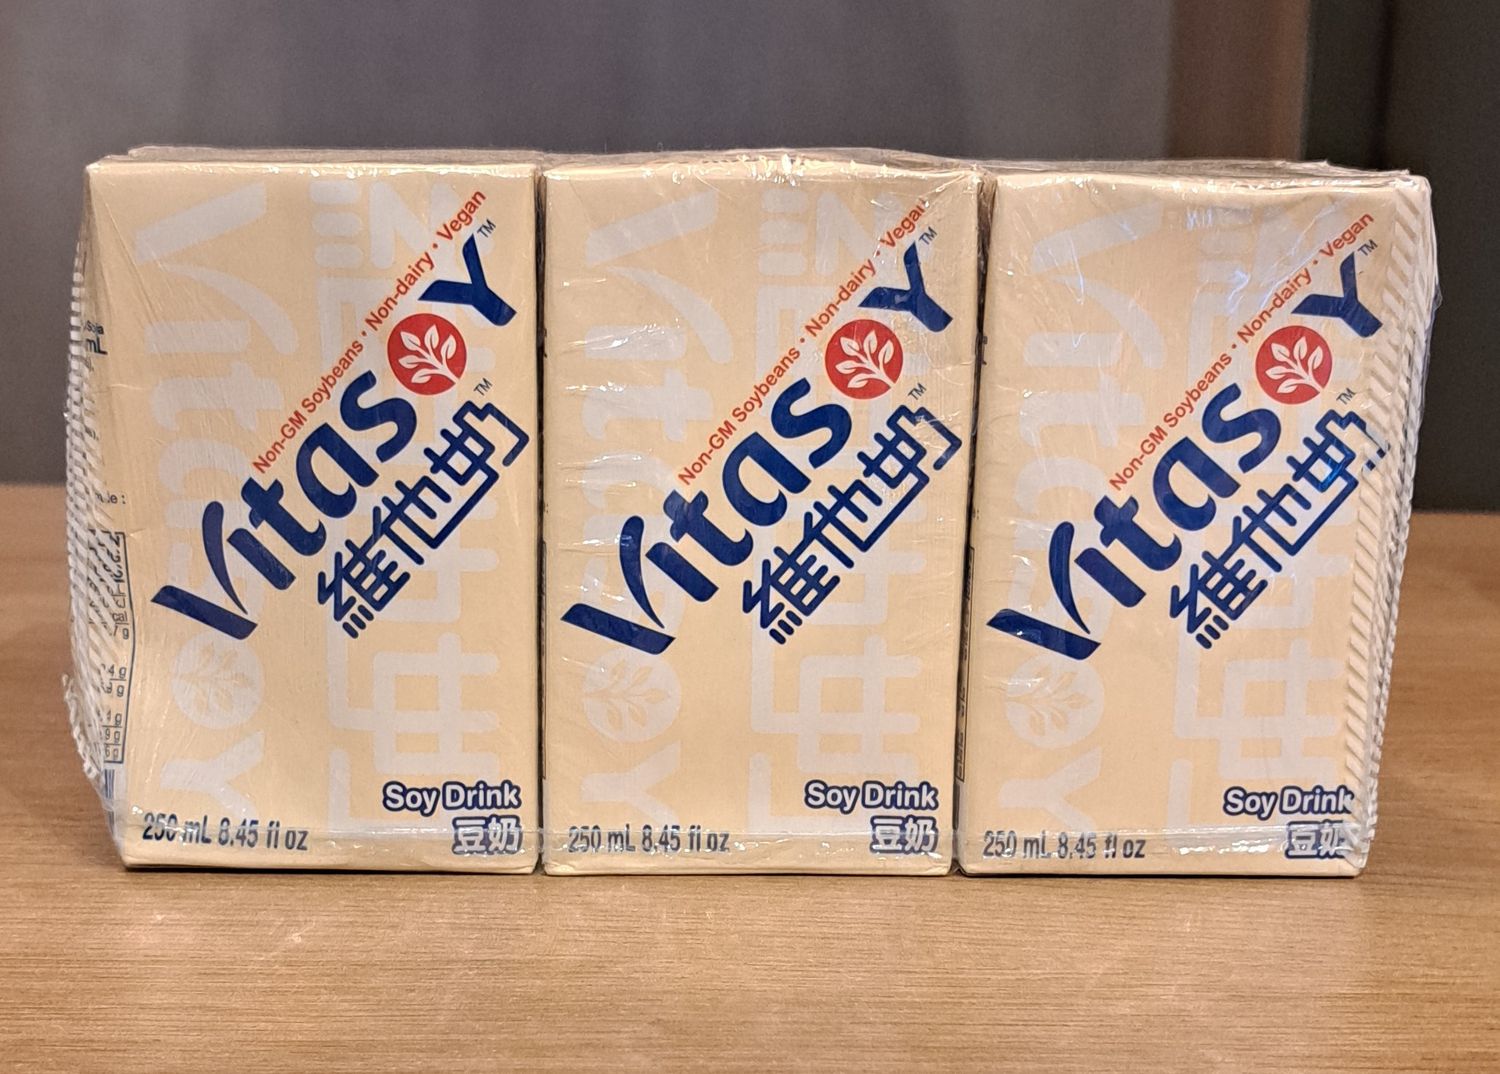 Non-GM Soybeans • Non-dairy • Vegan
VitasOY™
維他奶™
Soy Drink
豆奶
250 mL 8.45 fl oz
Non-GM Soybeans • Non-dairy • Vegan
VitasOY™
維他奶™
Soy Drink
豆奶
250 mL 8.45 fl oz
Non-GM Soybeans • Non-dairy • Vegan
VitasOY™
維他奶™
Soy Drink
豆奶
250 mL 8.45 fl oz